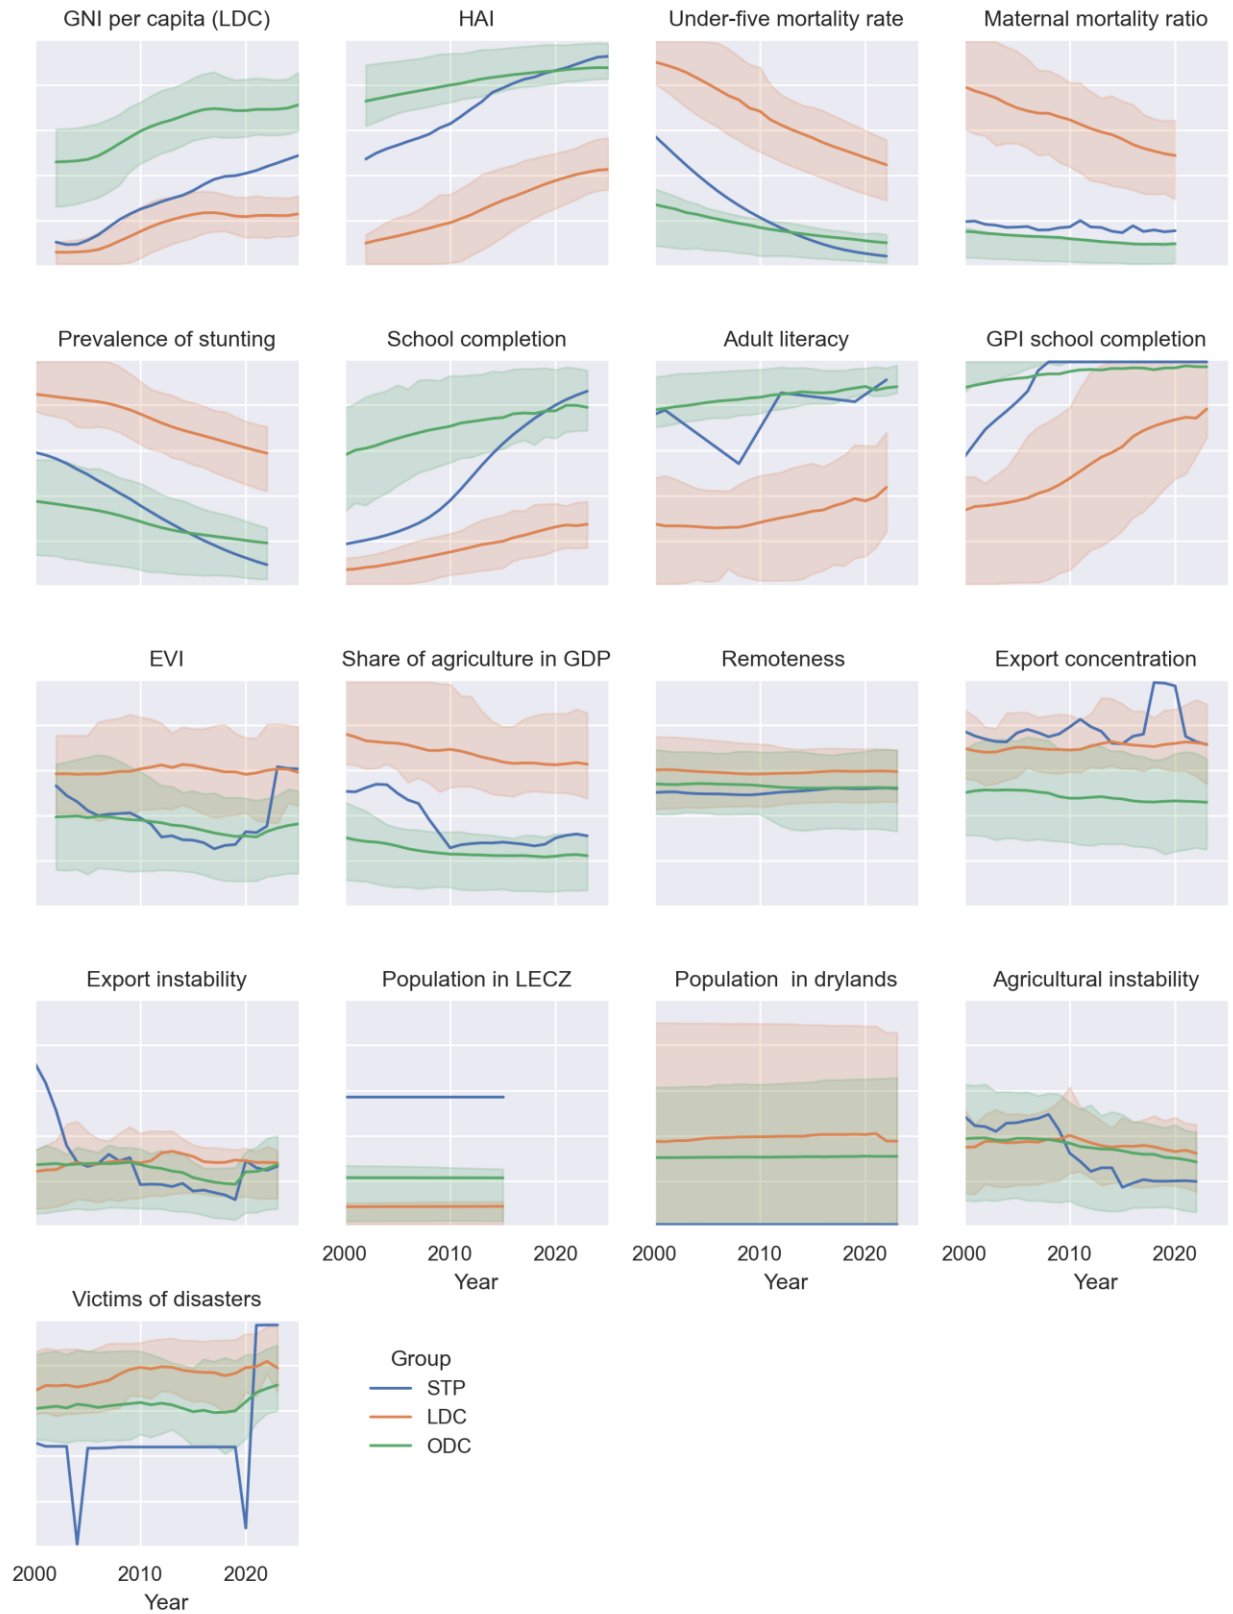 GNI per capita (LDC) HAI Under-five mortality rate Maternal mortality ratio
Prevalence of stunting School completion Adult literacy GPI school completion
EVI Share of agriculture in GDP Remoteness Export concentration
Export instability Population in LECZ Population  in drylands Agricultural instability
2000 2010 2020 2000 2010 2020 2000 2010 2020
Year Year Year
Victims of disasters
Group
STP
LDC
ODC
2000 2010 2020
Year